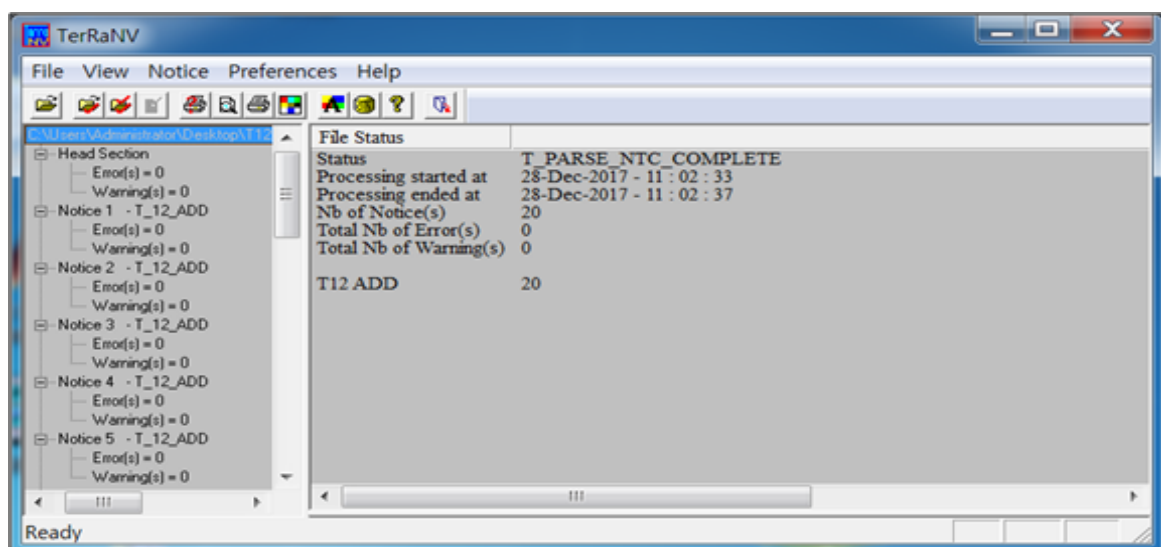 TerRaNV
File View Notice Preferences Help
C:\Users\Administrator\Desktop\T12
Head Section
Error(s) = 0
Warning(s) = 0
Notice 1 - T_12_ADD
Error(s) = 0
Warning(s) = 0
Notice 2 - T_12_ADD
Error(s) = 0
Warning(s) = 0
Notice 3 - T_12_ADD
Error(s) = 0
Warning(s) = 0
Notice 4 - T_12_ADD
Error(s) = 0
Warning(s) = 0
Notice 5 - T_12_ADD
Error(s) = 0
Warning(s) = 0
File Status
Status T_PARSE_NTC_COMPLETE
Processing started at 28-Dec-2017 - 11 : 02 : 33
Processing ended at 28-Dec-2017 - 11 : 02 : 37
Nb of Notice(s) 20
Total Nb of Error(s) 0
Total Nb of Warning(s) 0
T12 ADD 20
Ready